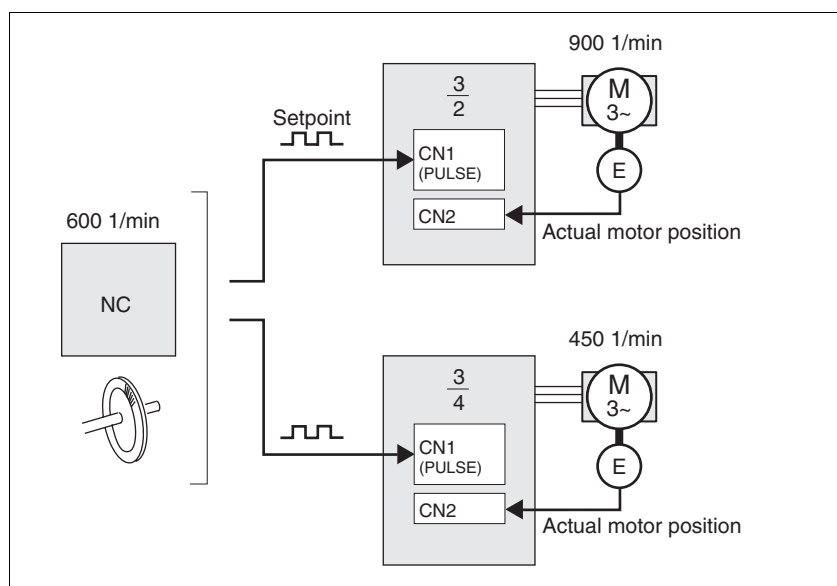 600 1/min
NC
Setpoint
3
2
CN1
(PULSE)
CN2
900 1/min
M
3~
E
Actual motor position
3
4
CN1
(PULSE)
CN2
450 1/min
M
3~
E
Actual motor position